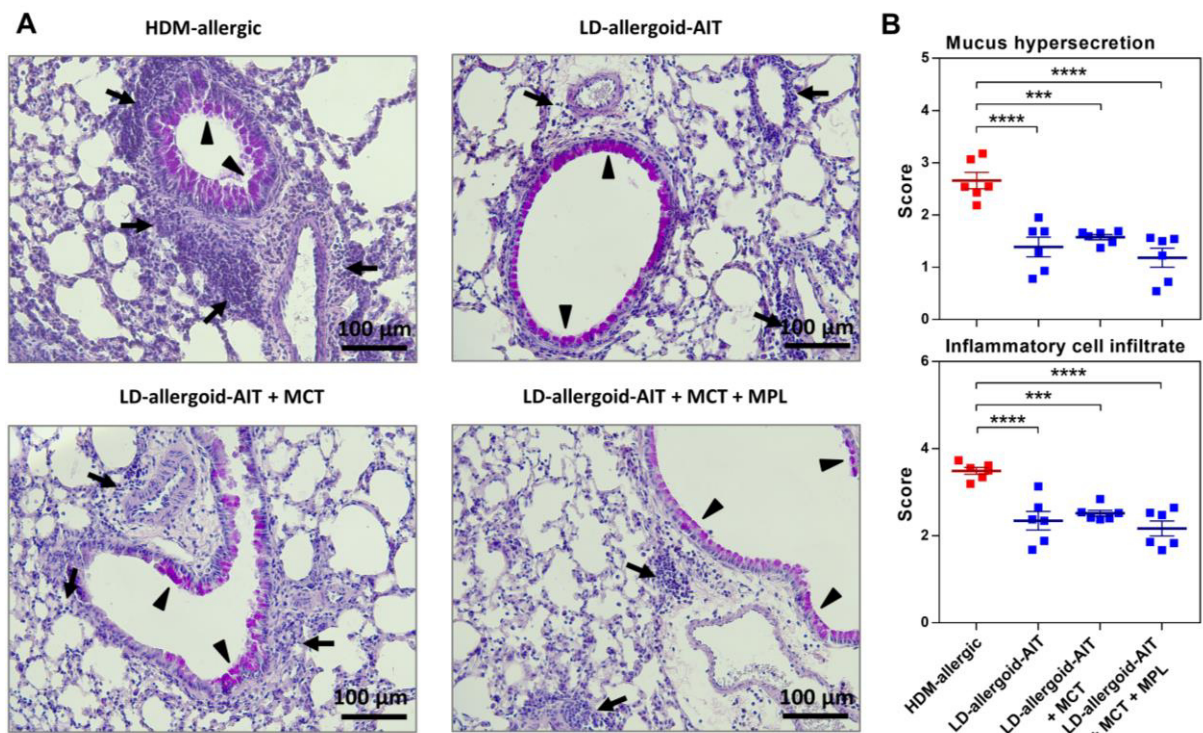 A
HDM-allergic
LD-allergoid-AIT
100 µm
100 µm
LD-allergoid-AIT + MCT
LD-allergoid-AIT + MCT + MPL
100 µm
100 µm
B
Mucus hypersecretion
5
4
3
2
1
0
Score
****
***
****
Inflammatory cell infiltrate
6
4
2
0
Score
****
***
****
HDM-allergic
LD-allergoid-AIT
LD-allergoid-AIT
+ MCT
LD-allergoid-AIT
+ MCT + MPL